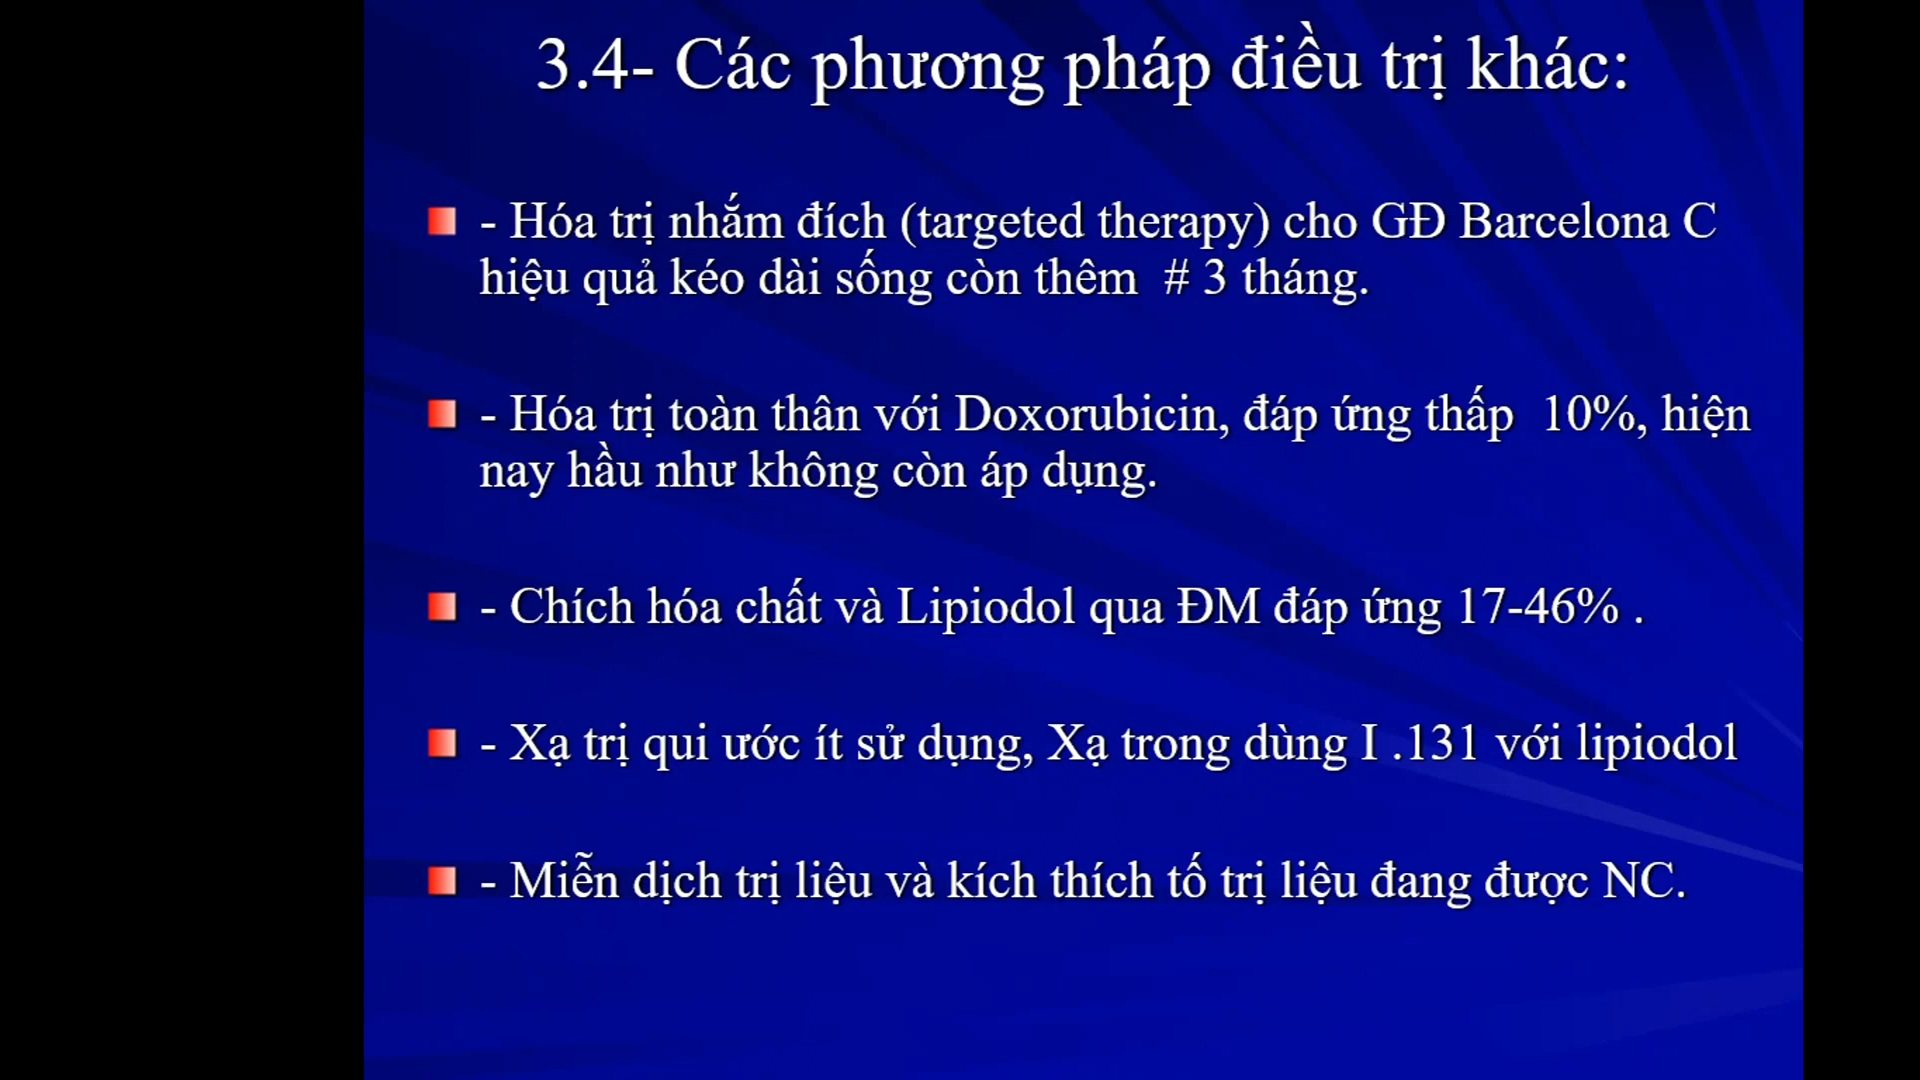 3.4- Các phương pháp điều trị khác:
- Hóa trị nhắm đích (targeted therapy) cho GĐ Barcelona C
hiệu quả kéo dài sống còn thêm  # 3 tháng.
- Hóa trị toàn thân với Doxorubicin, đáp ứng thấp  10%, hiện
nay hầu như không còn áp dụng.
- Chích hóa chất và Lipiodol qua ĐM đáp ứng 17-46% .
- Xạ trị qui ước ít sử dụng, Xạ trong dùng I .131 với lipiodol
- Miễn dịch trị liệu và kích thích tố trị liệu đang được NC.